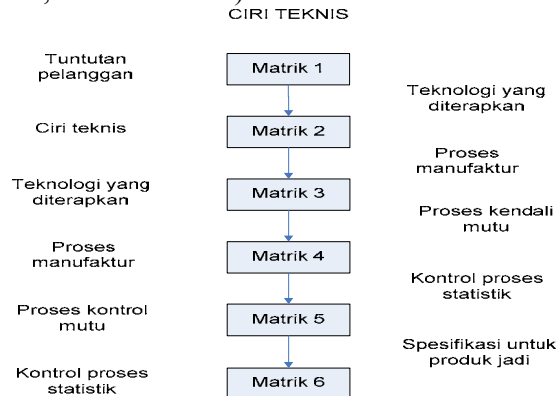 CIRI TEKNIS
Tuntutan
pelanggan
Matrik 1
Teknologi yang
diterapkan
Ciri teknis
Matrik 2
Proses
manufaktur
Teknologi yang
diterapkan
Matrik 3
Proses kendali
mutu
Proses
manufaktur
Matrik 4
Kontrol proses
statistik
Proses kontrol
mutu
Matrik 5
Spesifikasi untuk
produk jadi
Kontrol proses
statistik
Matrik 6